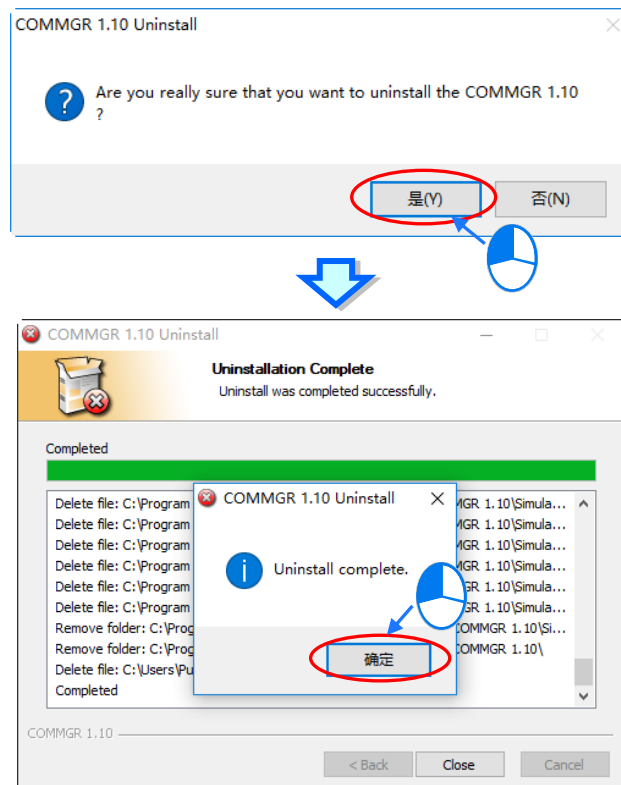 COMMGR 1.10 Uninstall
Are you really sure that you want to uninstall the COMMGR 1.10
?
是(Y)
否(N)
COMMGR 1.10 Uninstall
Uninstallation Complete
Uninstall was completed successfully.
Completed
Delete file: C:\Program
MGR 1.10\Simula...
Delete file: C:\Program
MGR 1.10\Simula...
Delete file: C:\Program
MGR 1.10\Simula...
Delete file: C:\Program
MGR 1.10\Simula...
Delete file: C:\Program
GR 1.10\Simula...
Delete file: C:\Program
GR 1.10\Simula...
Remove folder: C:\Prog
COMMGR 1.10\Si...
Remove folder: C:\Prog
COMMGR 1.10\
Delete file: C:\Users\Pu
Completed
COMMGR 1.10 Uninstall
Uninstall complete.
确定
COMMGR 1.10
< Back
Close
Cancel